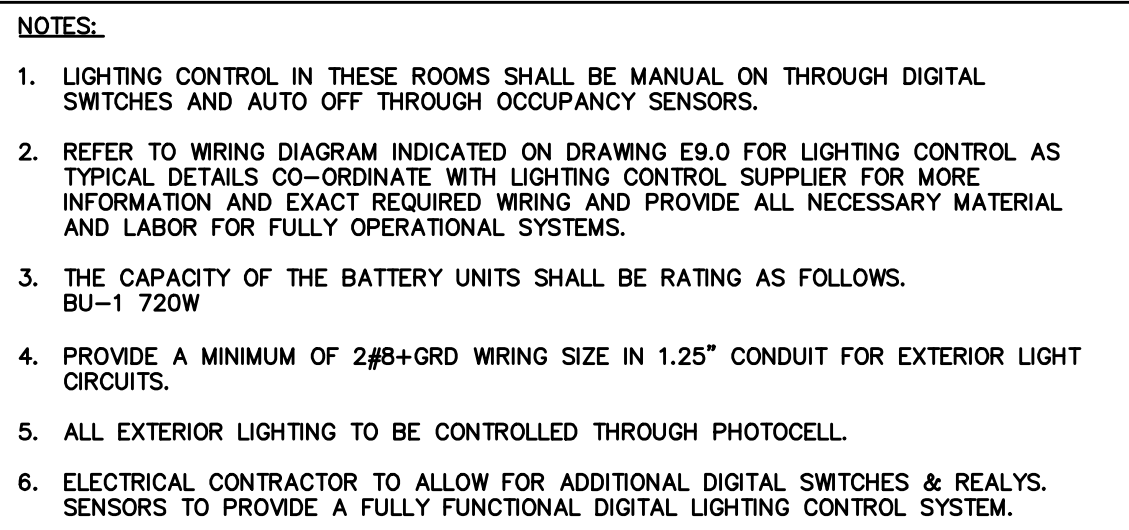 NOTES:
1. LIGHTING CONTROL IN THESE ROOMS SHALL BE MANUAL ON THROUGH DIGITAL
SWITCHES AND AUTO OFF THROUGH OCCUPANCY SENSORS.
2. REFER TO WIRING DIAGRAM INDICATED ON DRAWING E9.0 FOR LIGHTING CONTROL AS
TYPICAL DETAILS CO-ORDINATE WITH LIGHTING CONTROL SUPPLIER FOR MORE
INFORMATION AND EXACT REQUIRED WIRING AND PROVIDE ALL NECESSARY MATERIAL
AND LABOR FOR FULLY OPERATIONAL SYSTEMS.
3. THE CAPACITY OF THE BATTERY UNITS SHALL BE RATING AS FOLLOWS.
BU-1 720W
4. PROVIDE A MINIMUM OF 2#8+GRD WIRING SIZE IN 1.25" CONDUIT FOR EXTERIOR LIGHT
CIRCUITS.
5. ALL EXTERIOR LIGHTING TO BE CONTROLLED THROUGH PHOTOCELL.
6. ELECTRICAL CONTRACTOR TO ALLOW FOR ADDITIONAL DIGITAL SWITCHES & REALYS.
SENSORS TO PROVIDE A FULLY FUNCTIONAL DIGITAL LIGHTING CONTROL SYSTEM.